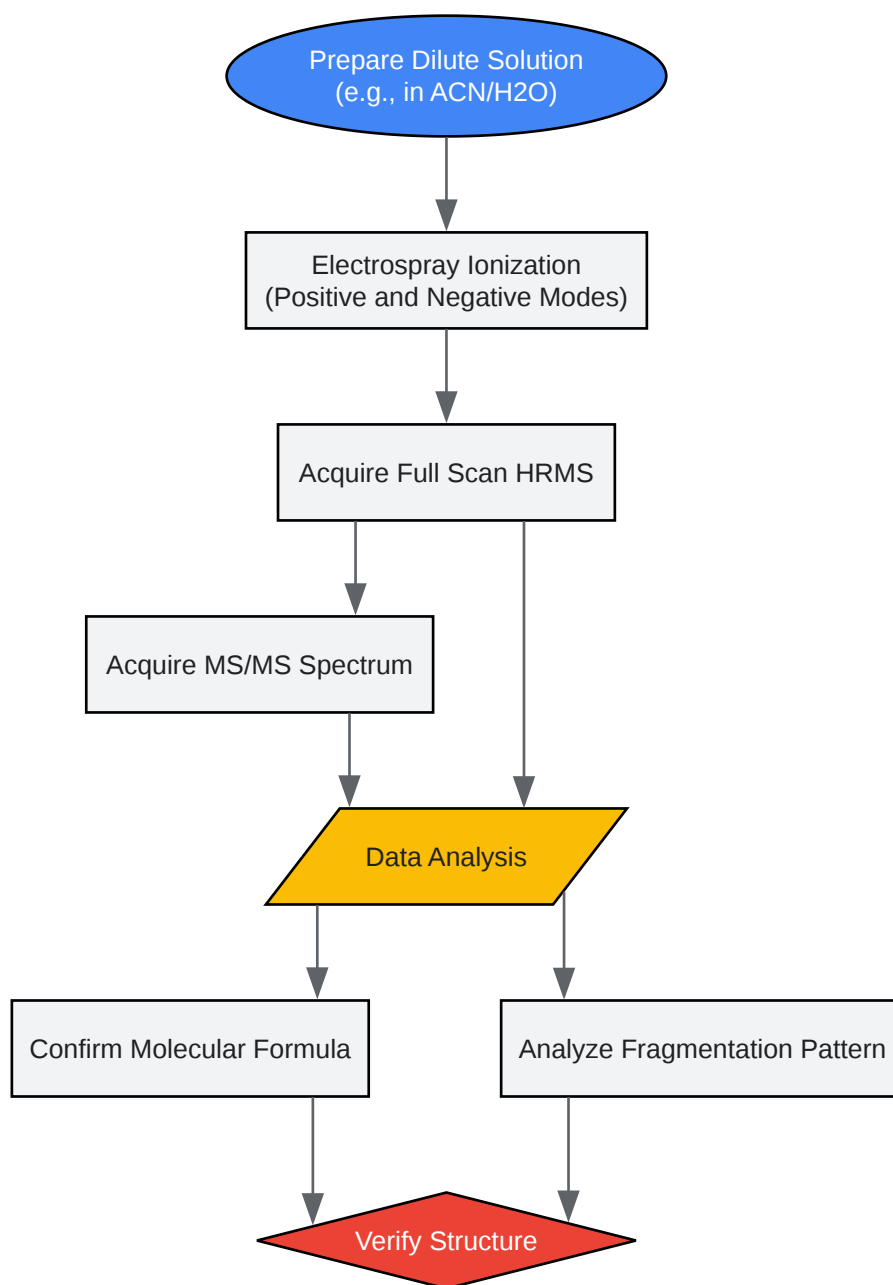 Prepare Dilute Solution
(e.g., in ACN/H2O)
Electrospray Ionization
(Positive and Negative Modes)
Acquire Full Scan HRMS
Acquire MS/MS Spectrum
Data Analysis
Confirm Molecular Formula
Analyze Fragmentation Pattern
Verify Structure